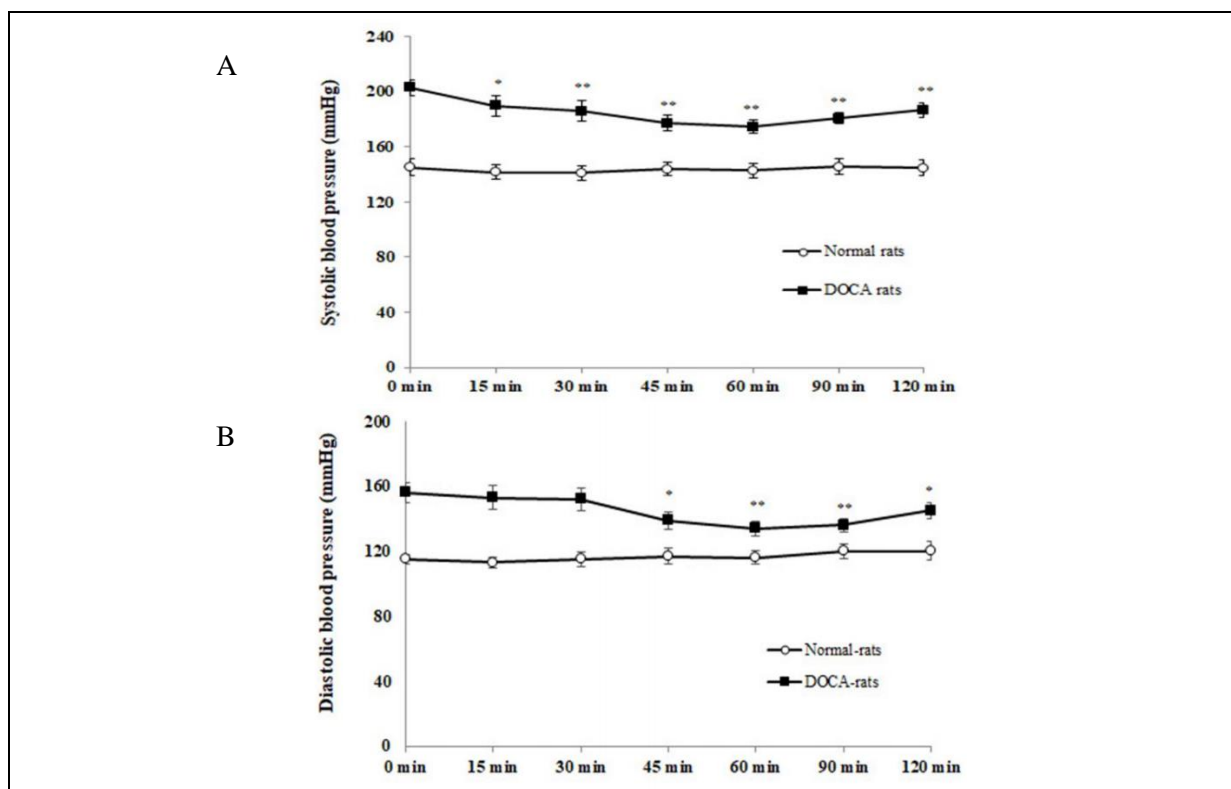 A
Systolic blood pressure (mmHg)
240
200
160
120
80
40
0
* ** ** ** ** **
Normal rats
DOCA rats
0 min 15 min 30 min 45 min 60 min 90 min 120 min
B
Diastolic blood pressure (mmHg)
200
160
120
80
40
0
* ** ** *
Normal-rats
DOCA-rats
0 min 15 min 30 min 45 min 60 min 90 min 120 min